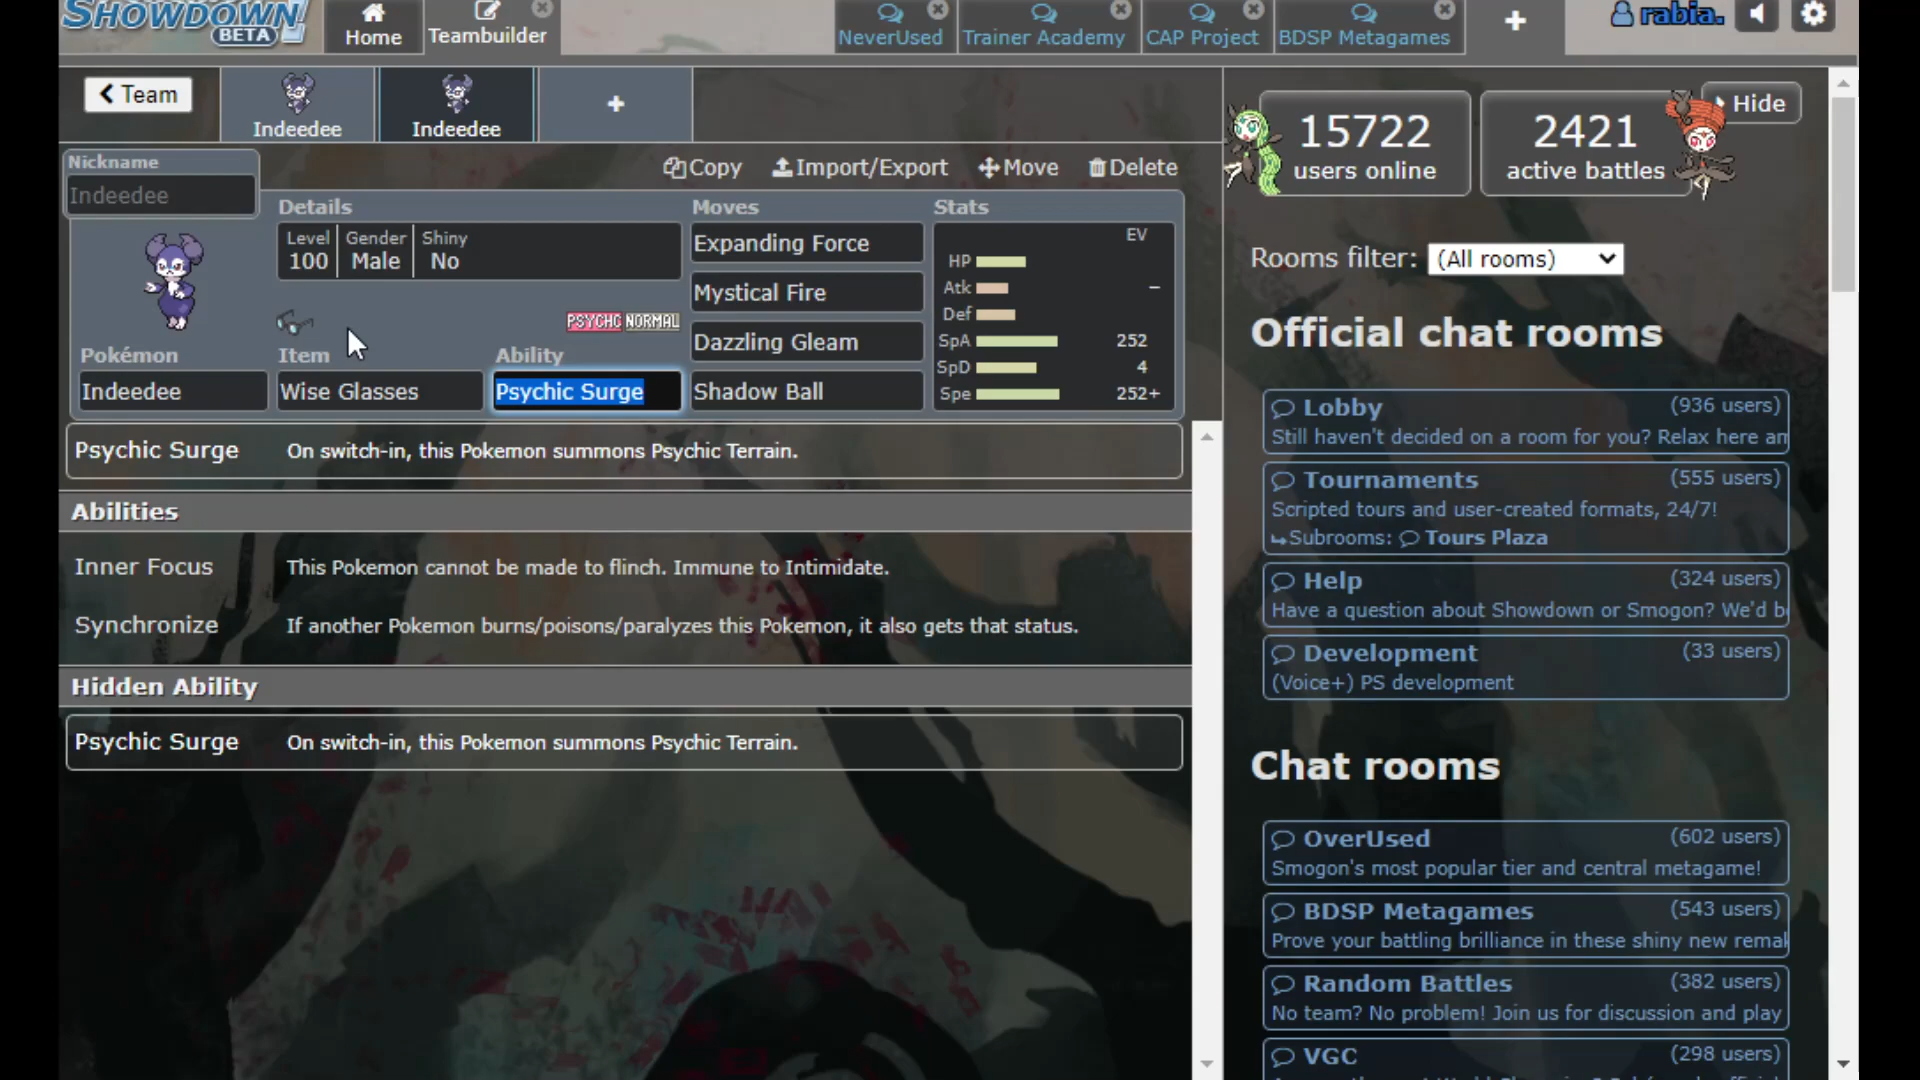 SHOWDOWN
BETA
Home
Teambuilder
NeverUsed
Trainer Academy
CAP Project
BDSP Metagames
rabia.
Team
Indeedee
Indeedee
Hide
15722
users online
2421
active battles
Nickname
Indeedee
Copy
Import/Export
Move
Delete
Details
Level
100
Gender
Male
Shiny
No
Moves
Expanding Force
Mystical Fire
Dazzling Gleam
Shadow Ball
Stats
EV
HP
Atk –
Def
SpA 252
SpD 4
Spe 252+
PSYCHC NORMAL
Pokémon
Indeedee
Item
Wise Glasses
Ability
Psychic Surge
Psychic Surge On switch-in, this Pokemon summons Psychic Terrain.
Abilities
Inner Focus This Pokemon cannot be made to flinch. Immune to Intimidate.
Synchronize If another Pokemon burns/poisons/paralyzes this Pokemon, it also gets that status.
Hidden Ability
Psychic Surge On switch-in, this Pokemon summons Psychic Terrain.
Rooms filter: (All rooms)
Official chat rooms
Lobby (936 users)
Still haven't decided on a room for you? Relax here
Tournaments (555 users)
Scripted tours and user-created formats, 24/7!
Subrooms: Tours Plaza
Help (324 users)
Have a question about Showdown or Smogon? We'd
Development (33 users)
(Voice+) PS development
Chat rooms
OverUsed (602 users)
Smogon's most popular tier and central metagame!
BDSP Metagames (543 users)
Prove your battling brilliance in these shiny new
Random Battles (382 users)
No team? No problem! Join us for discussion and play
VGC (298 users)